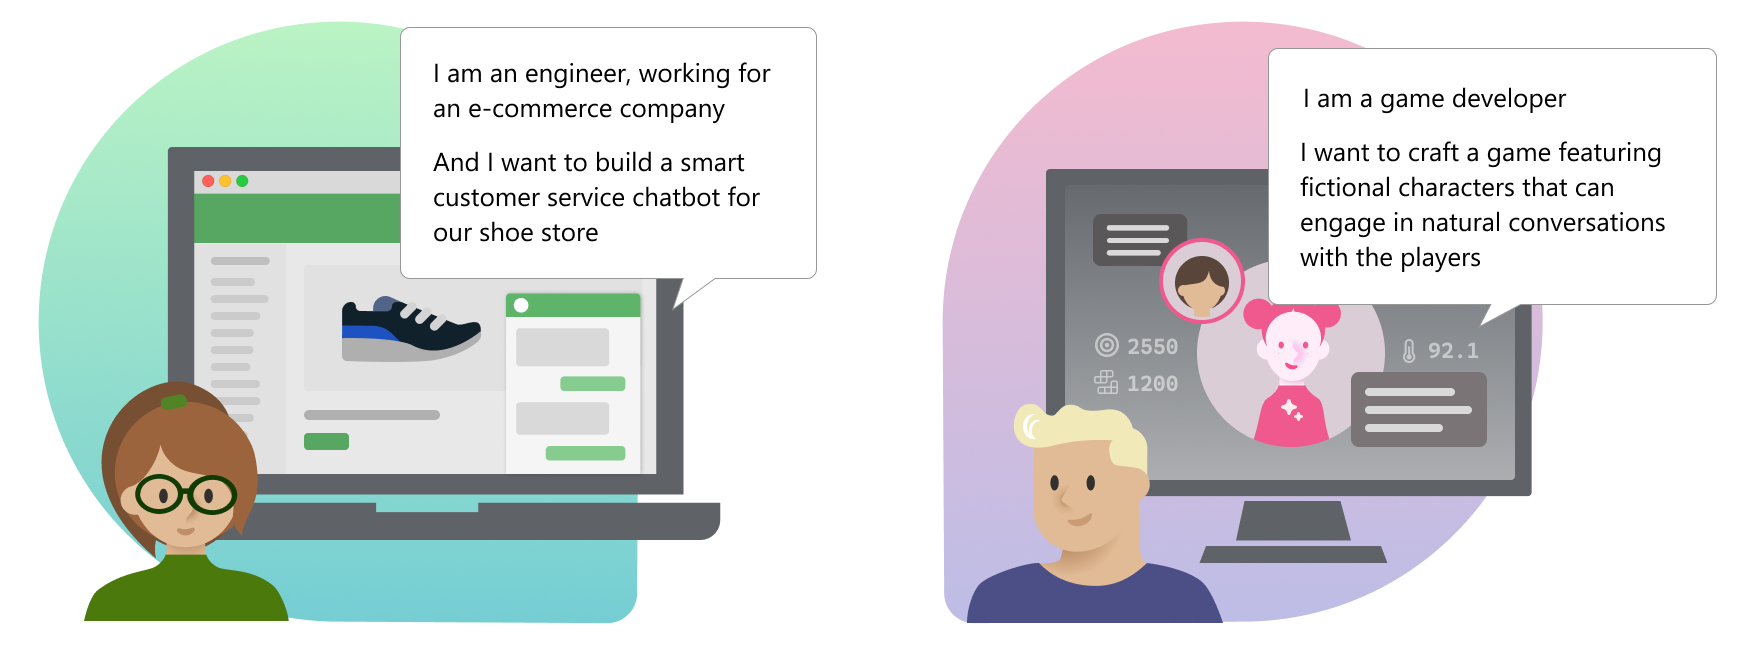 I am an engineer, working for
an e-commerce company
And I want to build a smart
customer service chatbot for
our shoe store
I am a game developer
I want to craft a game featuring
fictional characters that can
engage in natural conversations
with the players
2550
1200
92.1